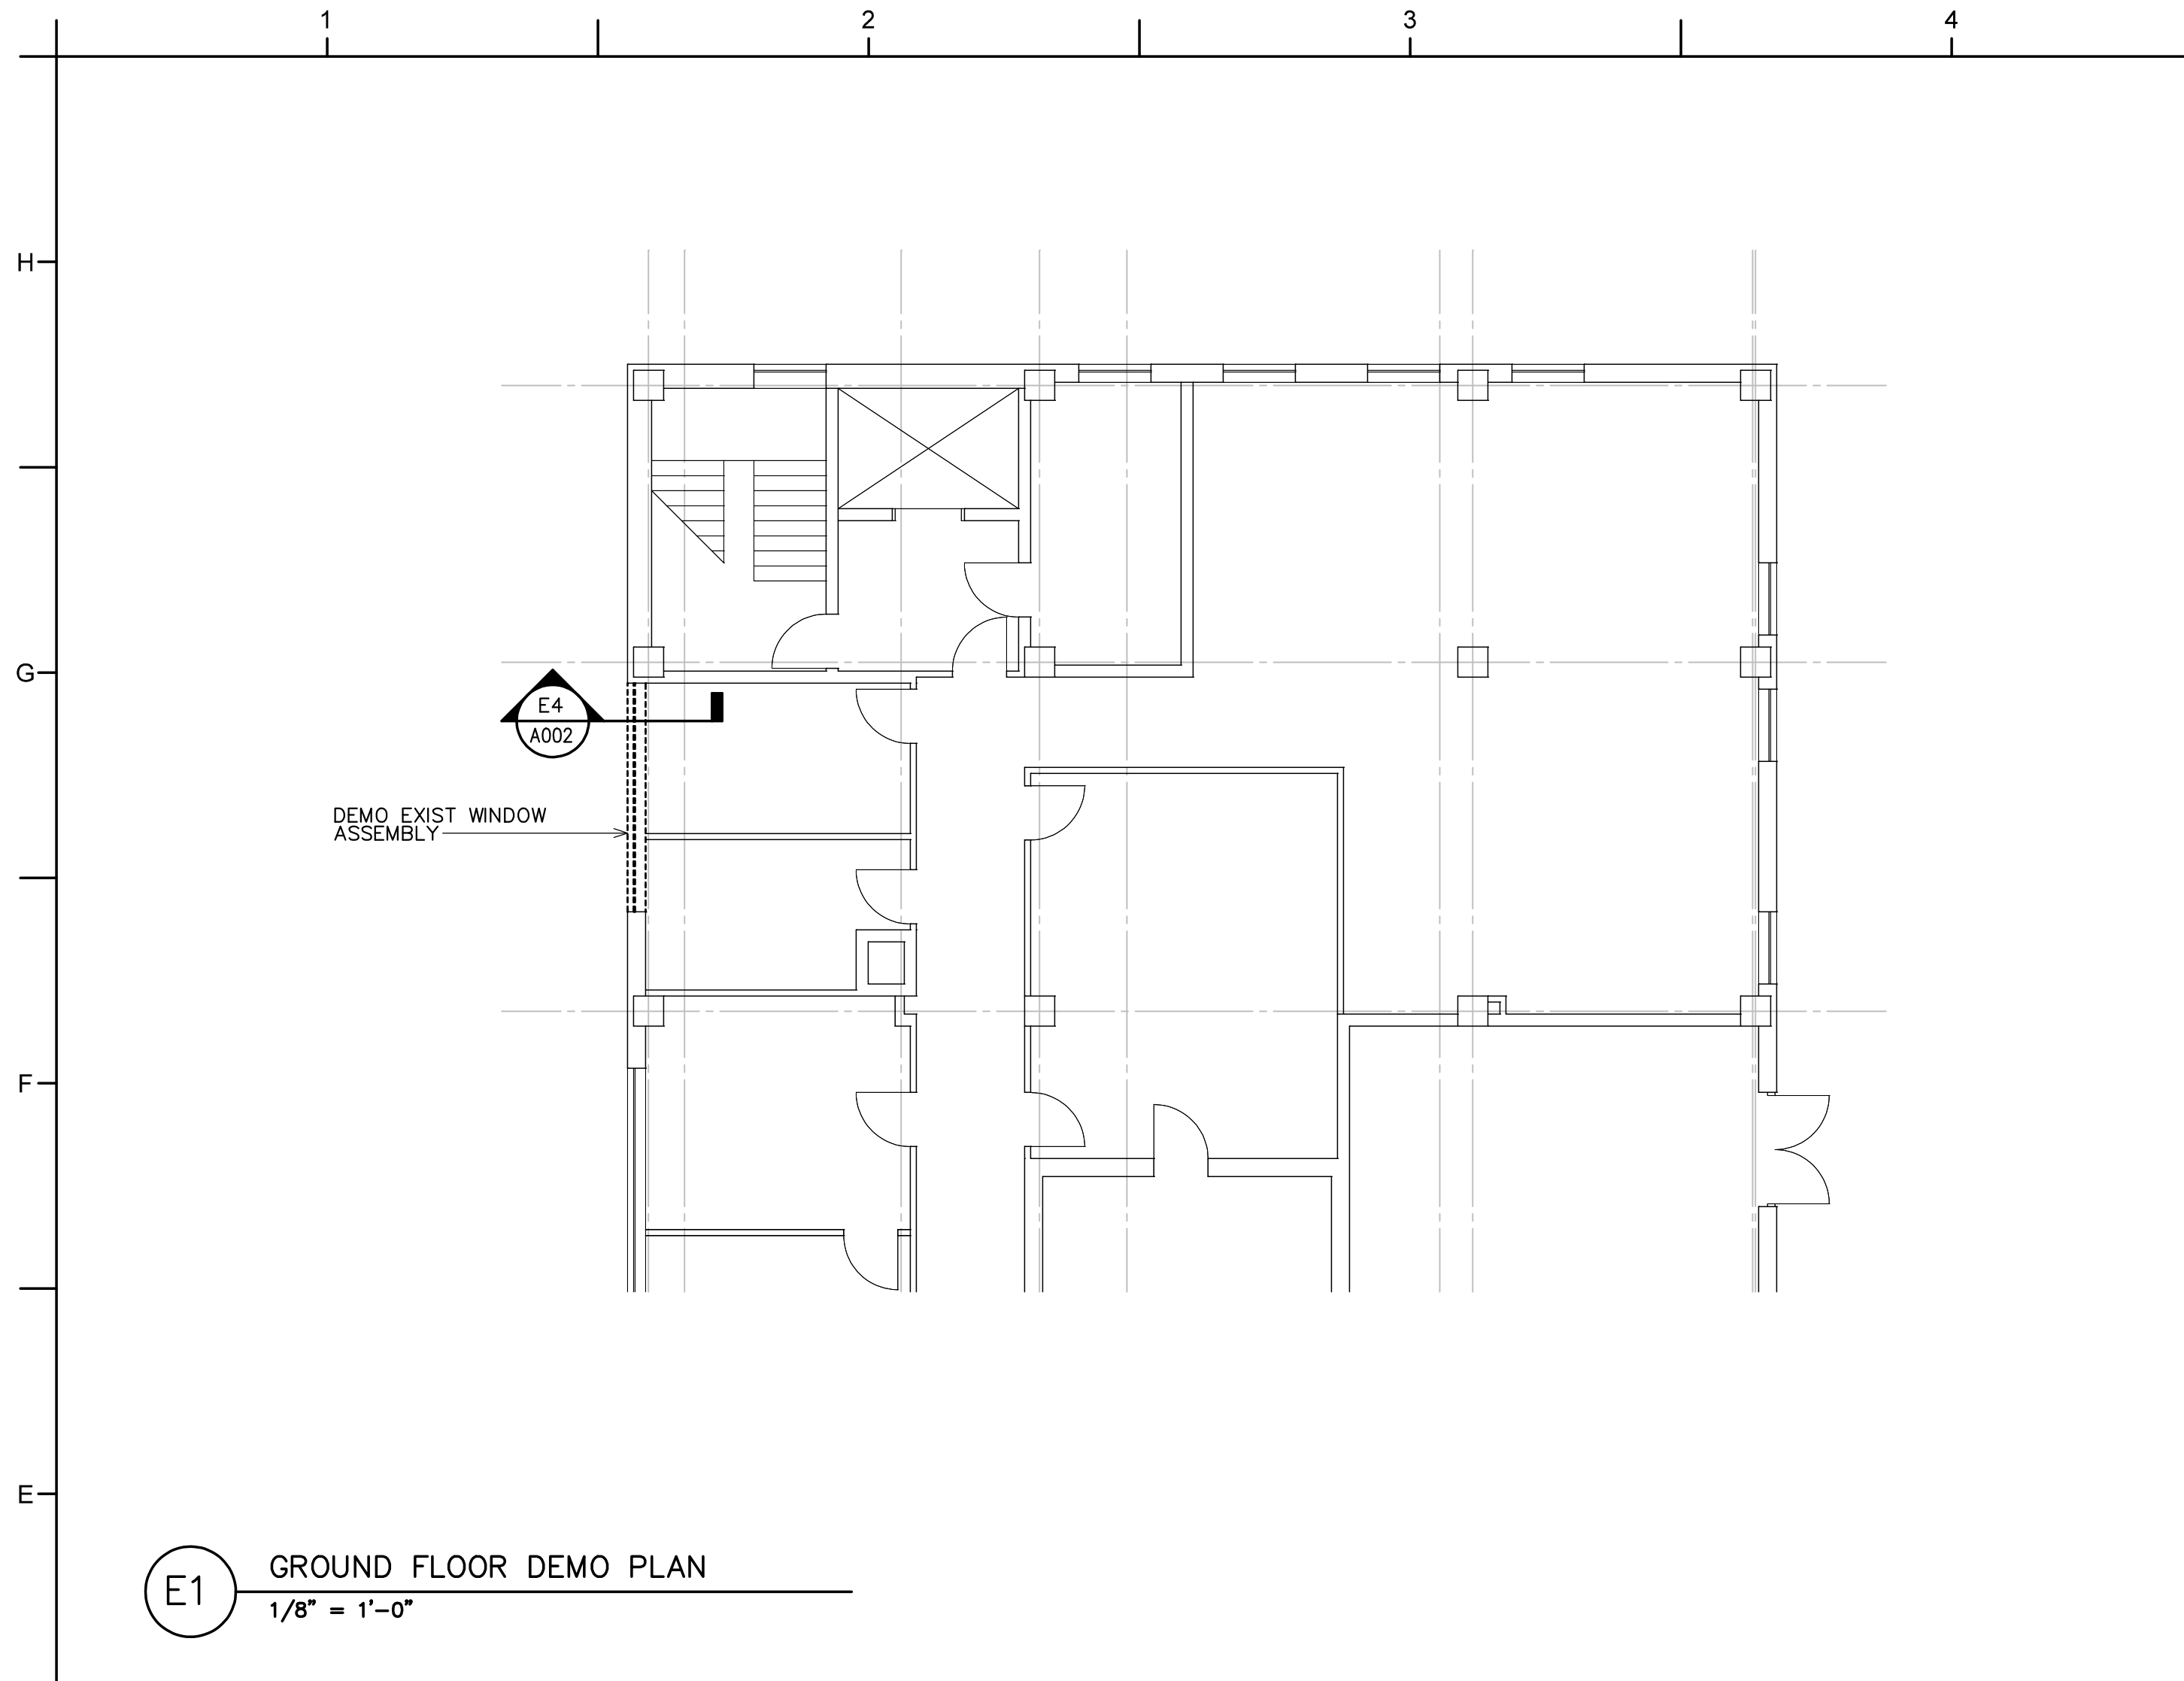 1 2 3 4
H
G
E4
A002
DEMO EXIST WINDOW
ASSEMBLY
F
E
E1
GROUND FLOOR DEMO PLAN
1/8" = 1'-0"